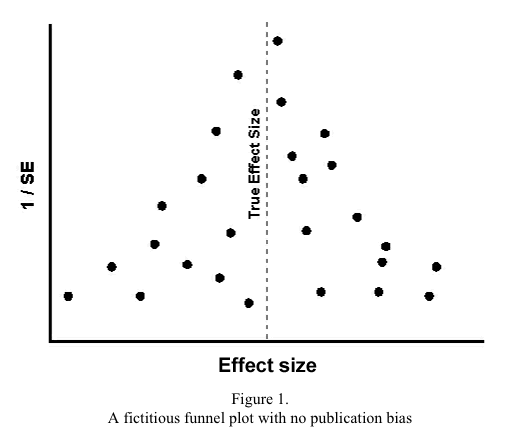 True Effect Size
1 / SE
Effect size
Figure 1.
A fictitious funnel plot with no publication bias